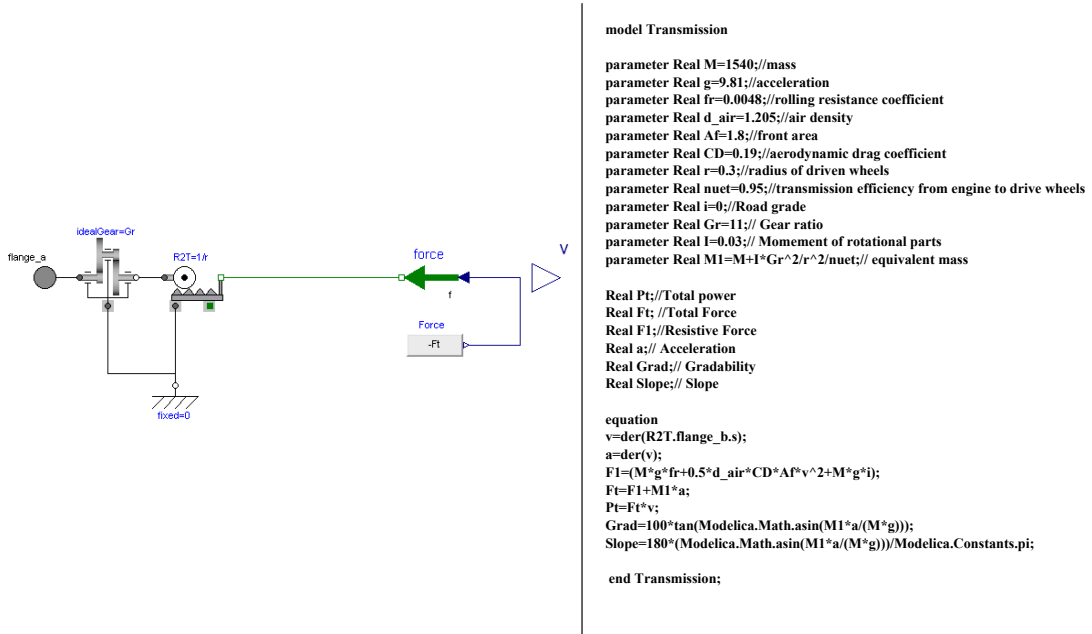 flange_a
idealGear=Gr
R2T=1/r
fixed=0
force
f
Force
-Ft
V
model Transmission
parameter Real M=1540;//mass
parameter Real g=9.81;//acceleration
parameter Real fr=0.0048;//rolling resistance coefficient
parameter Real d_air=1.205;//air density
parameter Real Af=1.8;//front area
parameter Real CD=0.19;//aerodynamic drag coefficient
parameter Real r=0.3;//radius of driven wheels
parameter Real nuet=0.95;//transmission efficiency from engine to drive wheels
parameter Real i=0;//Road grade
parameter Real Gr=11;// Gear ratio
parameter Real I=0.03;// Momement of rotational parts
parameter Real M1=M+I*Gr^2/r^2/nuet;// equivalent mass
Real Pt;//Total power
Real Ft; //Total Force
Real F1;//Resistive Force
Real a;// Acceleration
Real Grad;// Gradability
Real Slope;// Slope
equation
v=der(R2T.flange_b.s);
a=der(v);
F1=(M*g*fr+0.5*d_air*CD*Af*v^2+M*g*i);
Ft=F1+M1*a;
Pt=Ft*v;
Grad=100*tan(Modelica.Math.asin(M1*a/(M*g)));
Slope=180*(Modelica.Math.asin(M1*a/(M*g)))/Modelica.Constants.pi;
end Transmission;